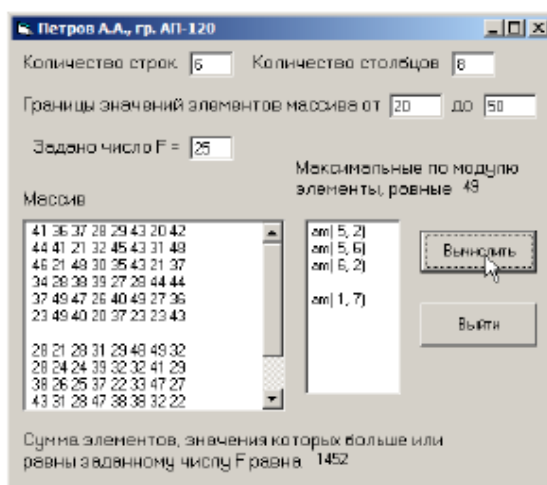 Петров А.А., гр. АП-120
Количество строк 6 Количество столбцов 8
Границы значений элементов массива от 20 до 50
Задано число F = 25
Максимальные по модулю
элементы, равные 49
Массив
41 36 37 28 29 43 20 42
44 41 21 32 45 43 31 48
46 21 48 30 35 43 21 37
34 28 38 39 27 28 44 44
37 49 47 26 40 49 27 36
23 49 40 20 37 23 23 43
28 21 28 31 29 48 49 32
28 24 24 39 32 32 41 29
38 26 25 37 22 33 47 27
43 31 28 47 38 38 32 22
am( 5, 2)
am( 5, 6)
am( 6, 2)
am( 1, 7)
Вычислить
Выйти
Сумма элементов, значения которых больше или
равны заданному числу F равна 1452